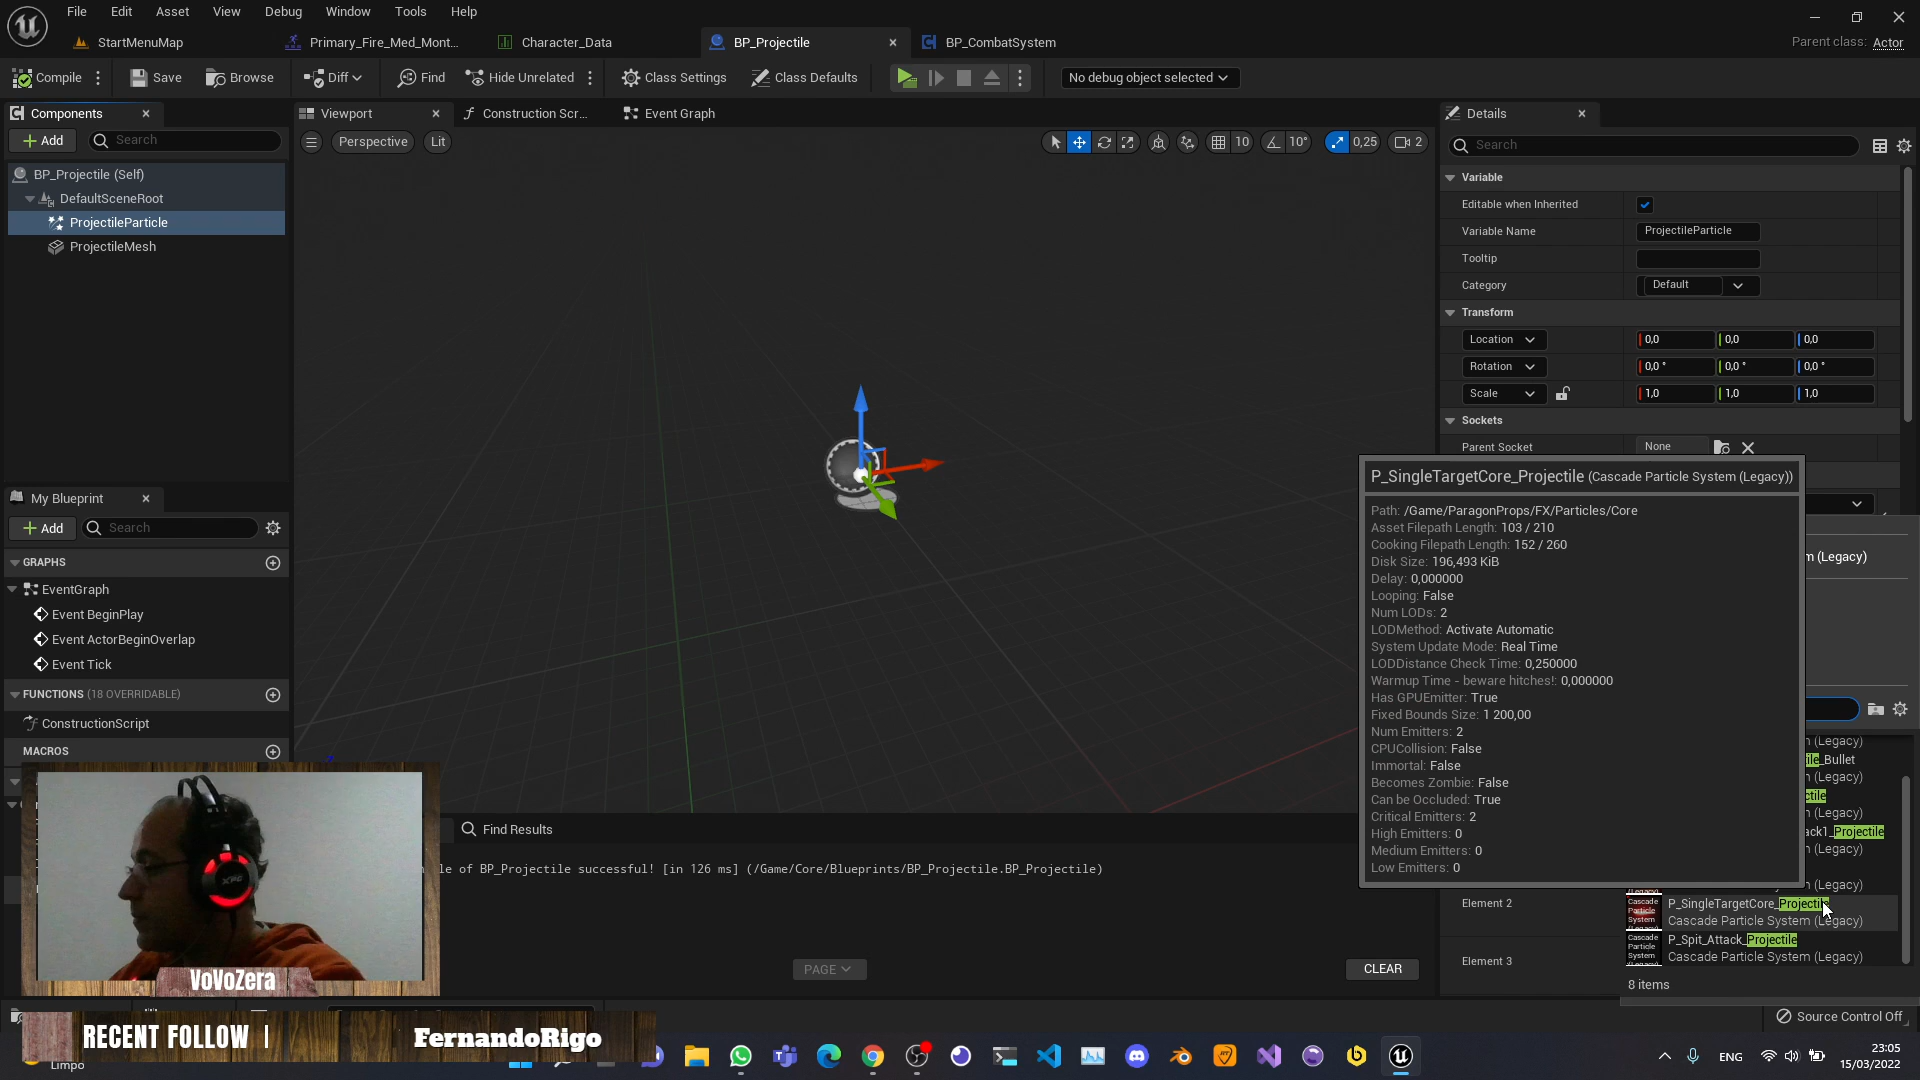 File Edit Asset View Debug Window Tools Help
StartMenuMap Primary_Fire_Med_Mont... Character_Data BP_Projectile BP_CombatSystem
Parent class: Actor
Compile Save Browse Diff Find Hide Unrelated Class Settings Class Defaults No debug object selected
Components
Add Search
BP_Projectile (Self)
DefaultSceneRoot
ProjectileParticle
ProjectileMesh
My Blueprint
Add Search
GRAPHS
EventGraph
Event BeginPlay
Event ActorBeginOverlap
Event Tick
FUNCTIONS (18 OVERRIDABLE)
ConstructionScript
MACROS
Viewport Construction Scr... Event Graph
Perspective Lit
10 10° 0,25 2
Details
Search
Variable
Editable when Inherited
Variable Name ProjectileParticle
Tooltip
Category Default
Transform
Location 0,0 0,0 0,0
Rotation 0,0 ° 0,0 ° 0,0 °
Scale 1,0 1,0 1,0
Sockets
Parent Socket None
P_SingleTargetCore_Projectile (Cascade Particle System (Legacy))
Path: /Game/ParagonProps/FX/Particles/Core
Asset Filepath Length: 103 / 210
Cooking Filepath Length: 152 / 260
Disk Size: 196,493 KiB
Delay: 0,000000
Looping: False
Num LODs: 2
LODMethod: Activate Automatic
System Update Mode: Real Time
LODDistance Check Time: 0,250000
Warmup Time - beware hitches!: 0,000000
Has GPUEmitter: True
Fixed Bounds Size: 1 200,00
Num Emitters: 2
CPUCollision: False
Immortal: False
Becomes Zombie: False
Can be Occluded: True
Critical Emitters: 2
High Emitters: 0
Medium Emitters: 0
Low Emitters: 0
(Legacy)
(Legacy)
_Bullet
(Legacy)
(Legacy)
_Projectile
(Legacy)
(Legacy)
Element 2
P_SingleTargetCore_Projectile
Cascade Particle System (Legacy)
P_Spit_Attack_Projectile
Cascade Particle System (Legacy)
Element 3
8 items
Find Results
le of BP_Projectile successful! [in 126 ms] (/Game/Core/Blueprints/BP_Projectile.BP_Projectile)
PAGE
CLEAR
Source Control Off
XPG
VoVoZera
RECENT FOLLOW | FernandoRigo
Limpo
ENG
23:05
15/03/2022